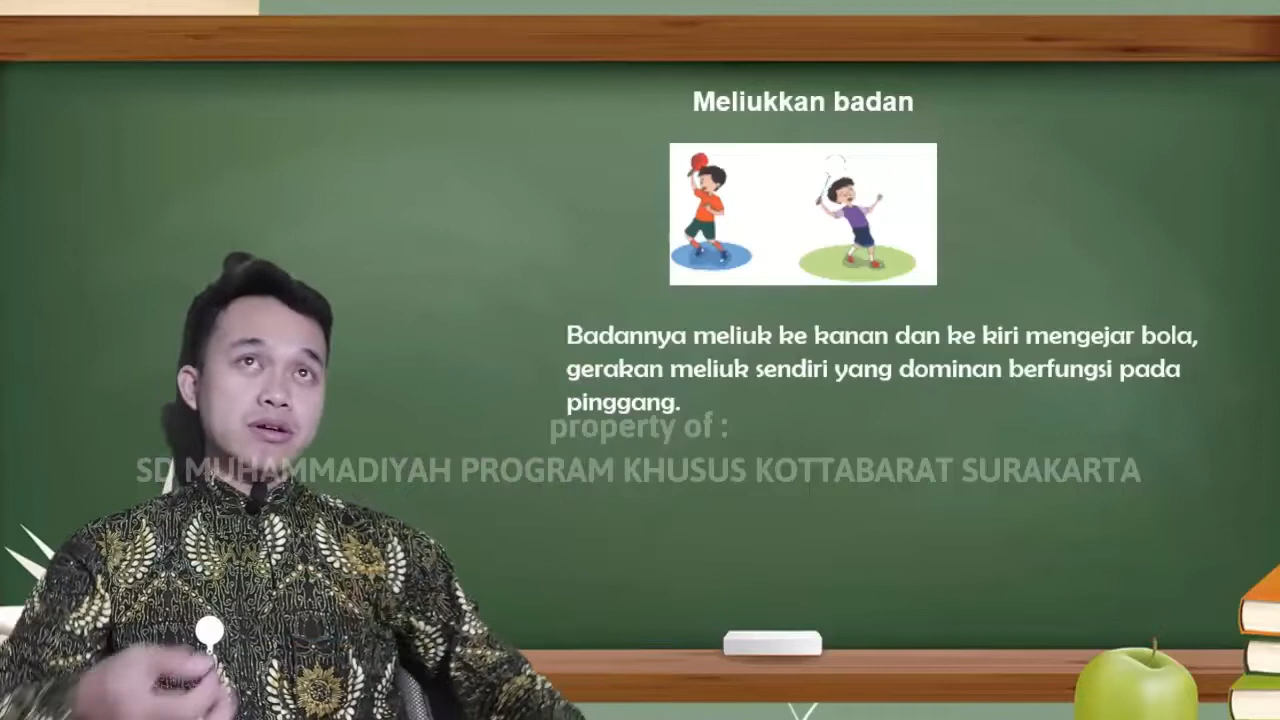 Meliukkan badan
Badannya meliuk ke kanan dan ke kiri mengejar bola,
gerakan meliuk sendiri yang dominan berfungsi pada
pinggang.
property of :
SD MUHAMMADIYAH PROGRAM KHUSUS KOTTABARAT SURAKARTA